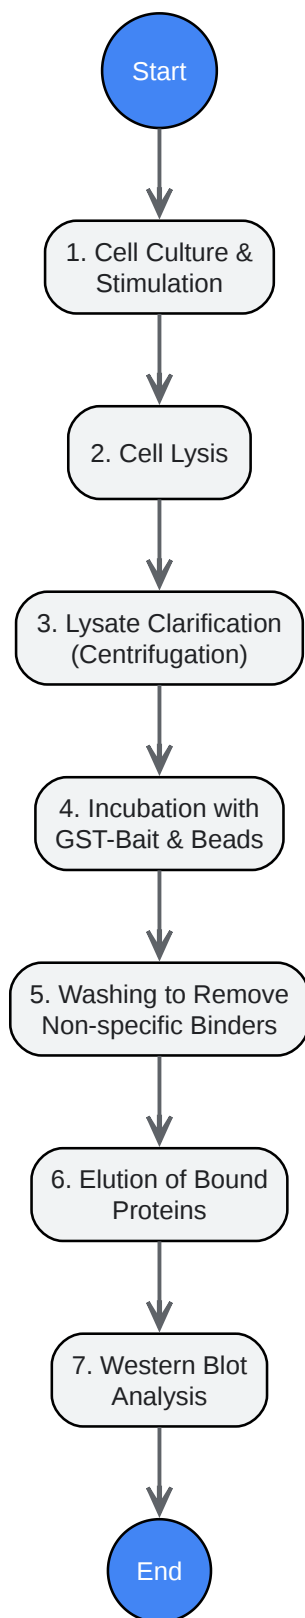 Start
1. Cell Culture &
Stimulation
2. Cell Lysis
3. Lysate Clarification
(Centrifugation)
4. Incubation with
GST-Bait & Beads
5. Washing to Remove
Non-specific Binders
6. Elution of Bound
Proteins
7. Western Blot
Analysis
End